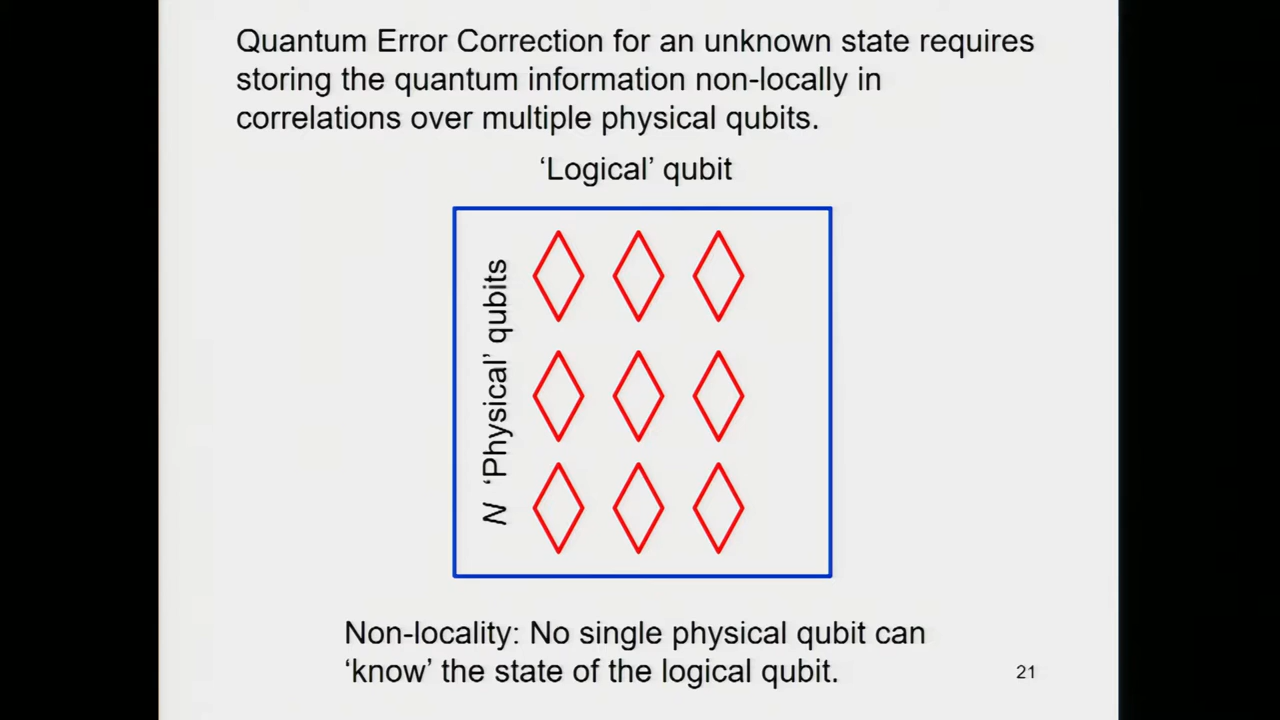 Quantum Error Correction for an unknown state requires
storing the quantum information non-locally in
correlations over multiple physical qubits.
‘Logical’ qubit
N ‘Physical’ qubits
Non-locality: No single physical qubit can
‘know’ the state of the logical qubit.
21